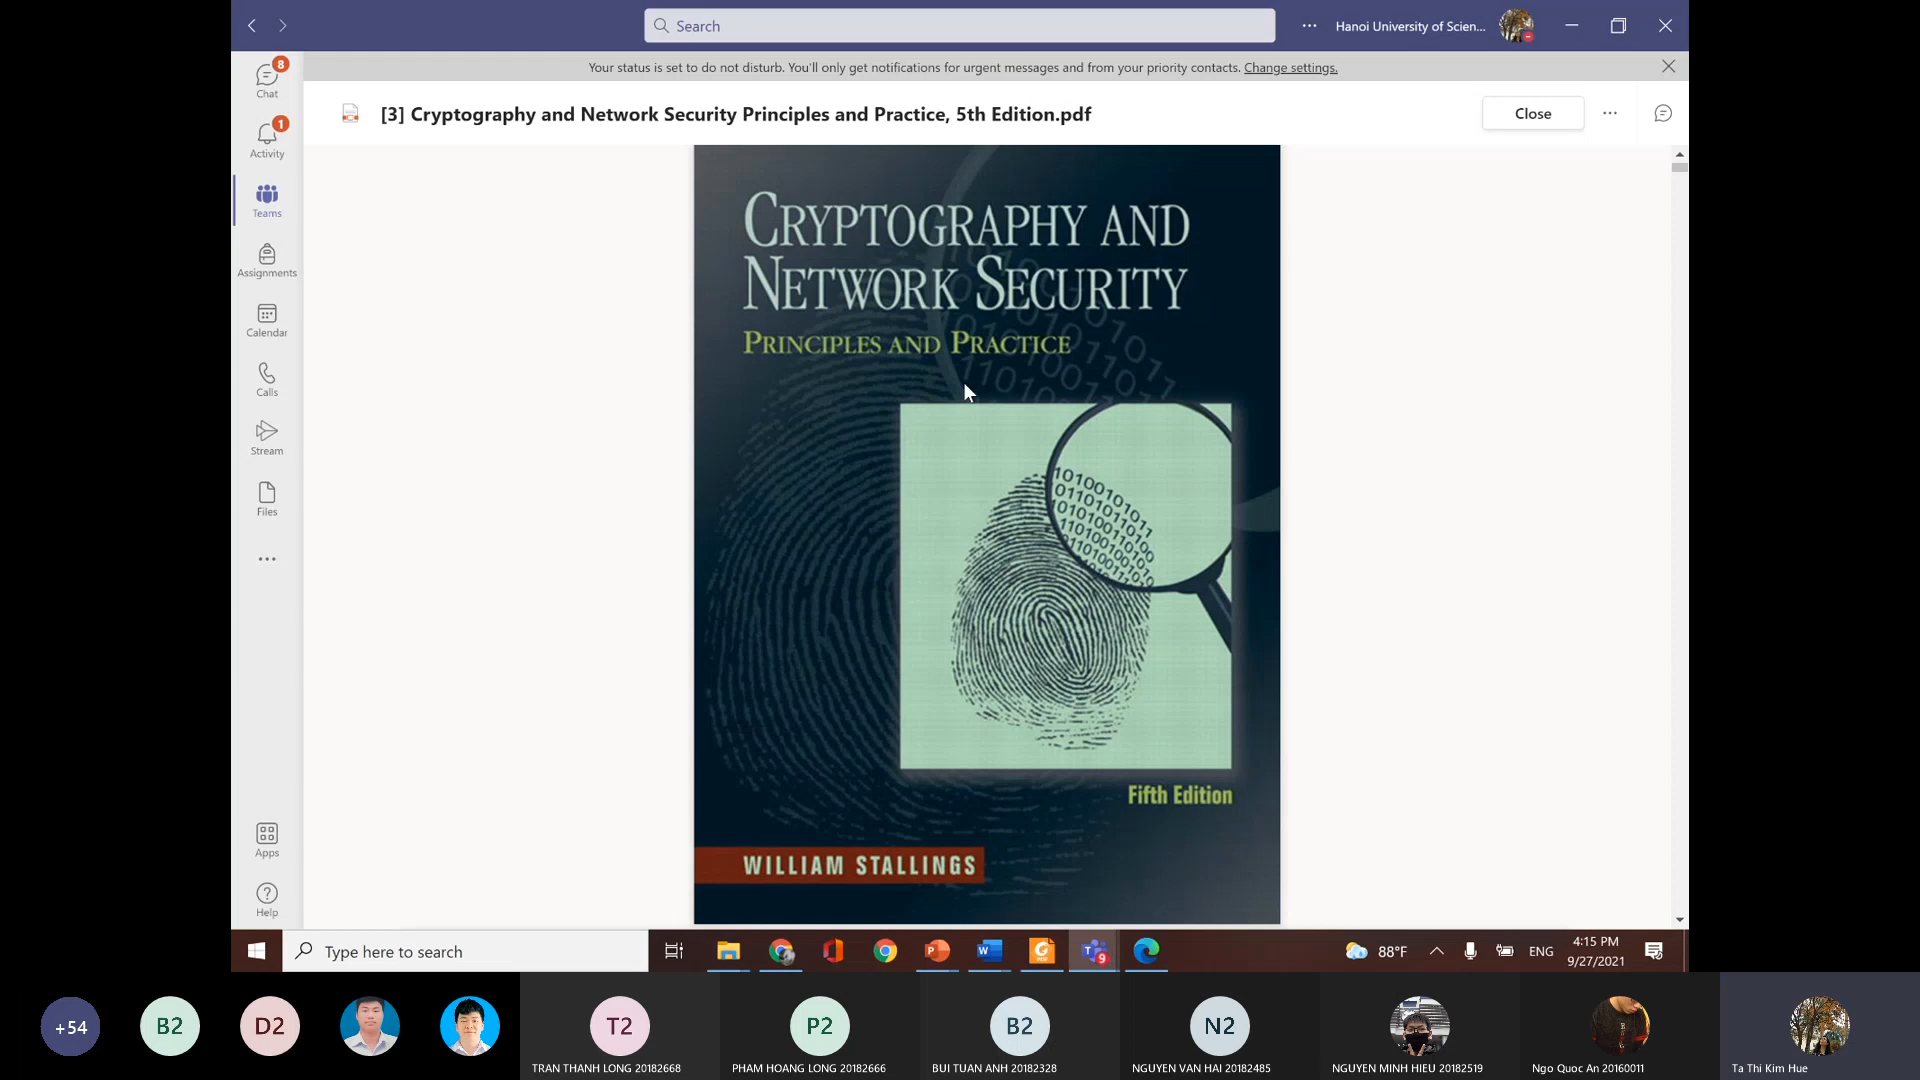 Search
Hanoi University of Scien...
Your status is set to do not disturb. You'll only get notifications for urgent messages and from your priority contacts. Change settings.
8
Chat
1
Activity
Teams
Assignments
Calendar
Calls
Stream
Files
Apps
Help
[3] Cryptography and Network Security Principles and Practice, 5th Edition.pdf
Close
CRYPTOGRAPHY AND
NETWORK SECURITY
PRINCIPLES AND PRACTICE
Fifth Edition
WILLIAM STALLINGS
Type here to search
9
88°F
ENG
4:15 PM
9/27/2021
+54
B2
D2
T2
P2
B2
N2
TRAN THANH LONG 20182668
PHAM HOANG LONG 20182666
BUI TUAN ANH 20182328
NGUYEN VAN HAI 20182485
NGUYEN MINH HIEU 20182519
Ngo Quoc An 20160011
Ta Thi Kim Hue